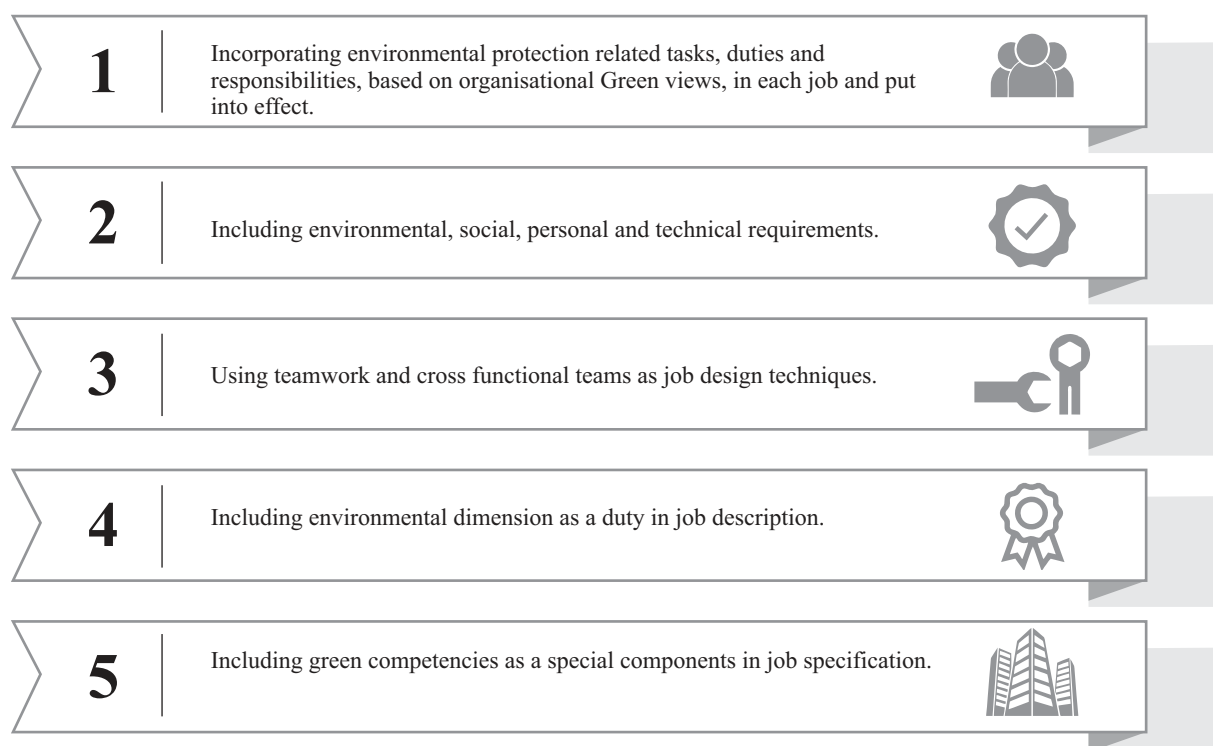 1
Incorporating environmental protection related tasks, duties and
responsibilities, based on organisational Green views, in each job and put
into effect.
2
Including environmental, social, personal and technical requirements.
3
Using teamwork and cross functional teams as job design techniques.
4
Including environmental dimension as a duty in job description.
5
Including green competencies as a special components in job specification.